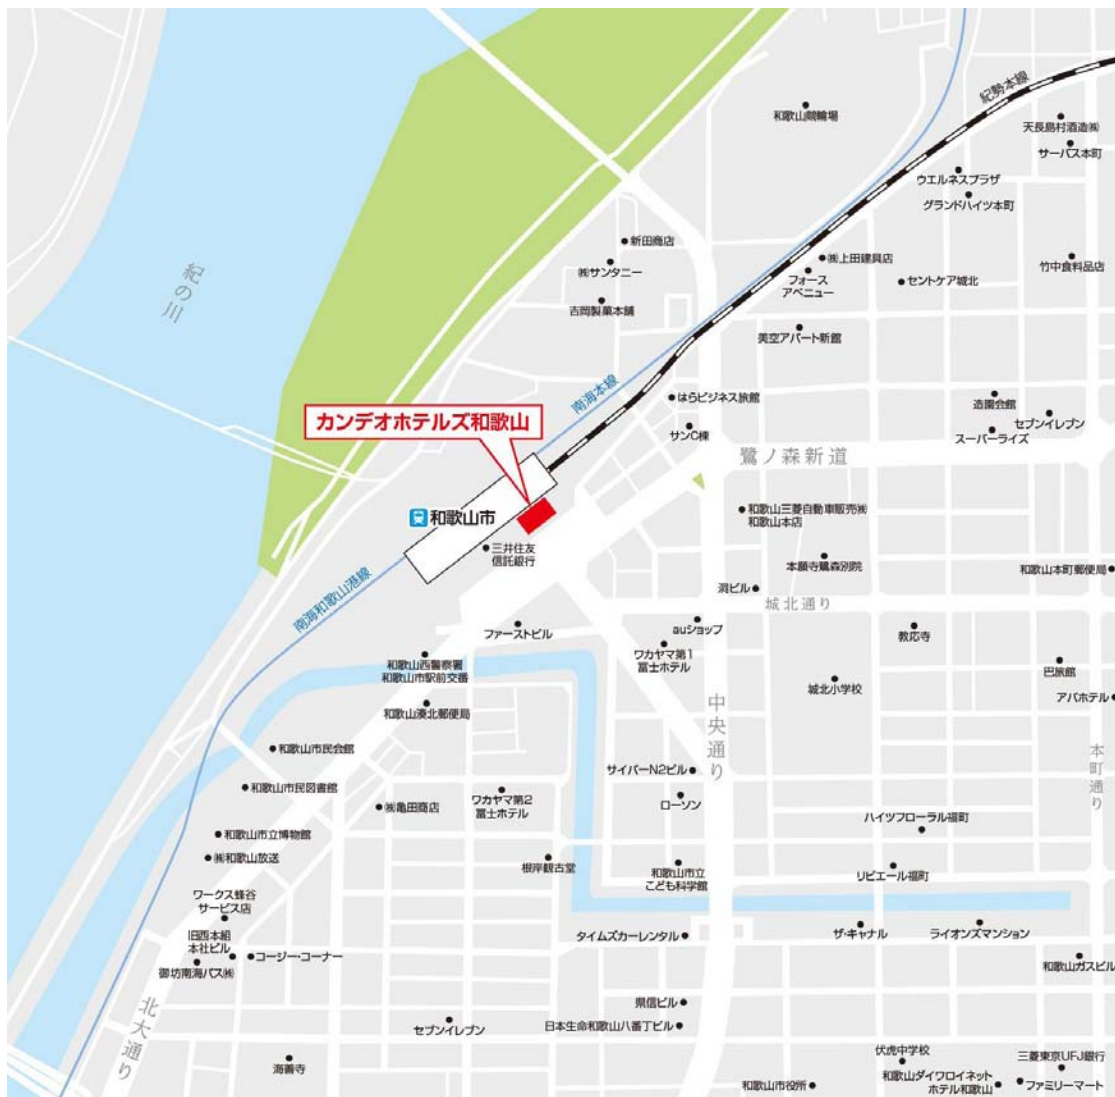 和歌山競輪場
紀勢本線
天長島村酒造㈱
サーパス本町
ウエルネスプラザ
グランドハイツ本町
新田商店
㈱サンタニー
吉岡製菓本舗
㈱上田建具店
フォース
アベニュー
セントケア城北
竹中食料品店
紀の川
美空アパート新館
南海本線
はらビジネス旅館
サンC棟
造園会館
セブンイレブン
スーパーライズ
カンデオホテルズ和歌山
鷺ノ森新道
和歌山市
三井住友
信託銀行
和歌山三菱自動車販売㈱
和歌山本店
本願寺鷺森別院
和歌山本町郵便局
南海和歌山港線
洞ビル
城北通り
ファーストビル
auショップ
ワカヤマ第1
冨士ホテル
教応寺
和歌山西警察署
和歌山市駅前交番
和歌山湊北郵便局
城北小学校
巴旅館
アパホテル
中央通り
本町通り
和歌山市民会館
和歌山市民図書館
サイバーN2ビル
ローソン
ワカヤマ第2
冨士ホテル
㈱亀田商店
ハイツフローラル福町
和歌山市立博物館
㈱和歌山放送
根岸観古堂
和歌山市立
こども科学館
リビエール福町
ワークス蜂谷
サービス店
旧西本組
本社ビル
コージー・コーナー
御坊南海バス㈱
タイムズカーレンタル
ザ・キャナル
ライオンズマンション
和歌山ガスビル
北大通り
県信ビル
日本生命和歌山八番丁ビル
セブンイレブン
海善寺
伏虎中学校
三菱東京UFJ銀行
和歌山市役所
和歌山ダイワロイネット
ホテル和歌山
ファミリーマート